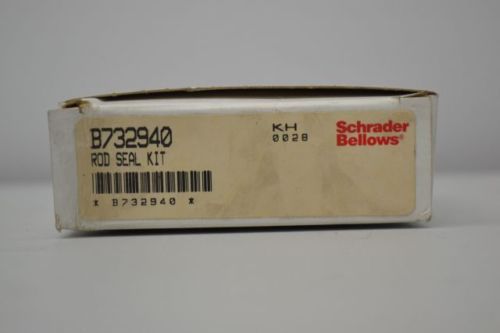 B732940
ROD SEAL KIT
* B732940 *
KH
0028
Schrader
Bellows®